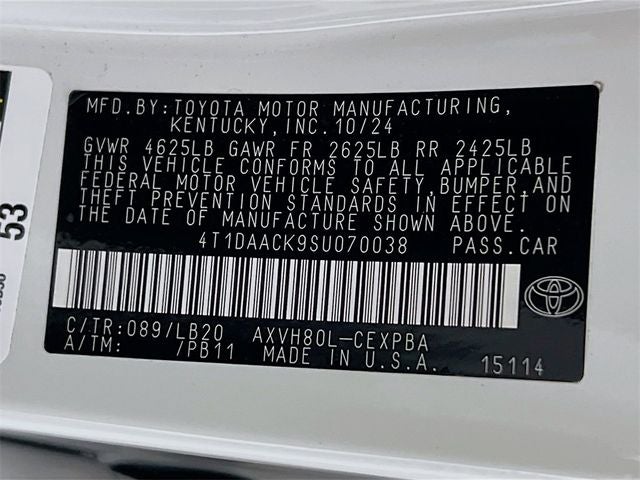 MFD.BY:TOYOTA MOTOR MANUFACTURING,
KENTUCKY,INC.10/24
GVWR 4625LB GAWR FR 2625LB RR 2425LB
THIS VEHICLE CONFORMS TO ALL APPLICABLE
FEDERAL MOTOR VEHICLE SAFETY,BUMPER,AND
THEFT PREVENTION STANDARDS IN EFFECT ON
THE DATE OF MANUFACTURE SHOWN ABOVE.
4T1DAACK9SU070038 PASS.CAR
C/TR:089/LB20 AXVH80L-CEXPBA
A/TM: /PB11 MADE IN U.S.A. 15114
53